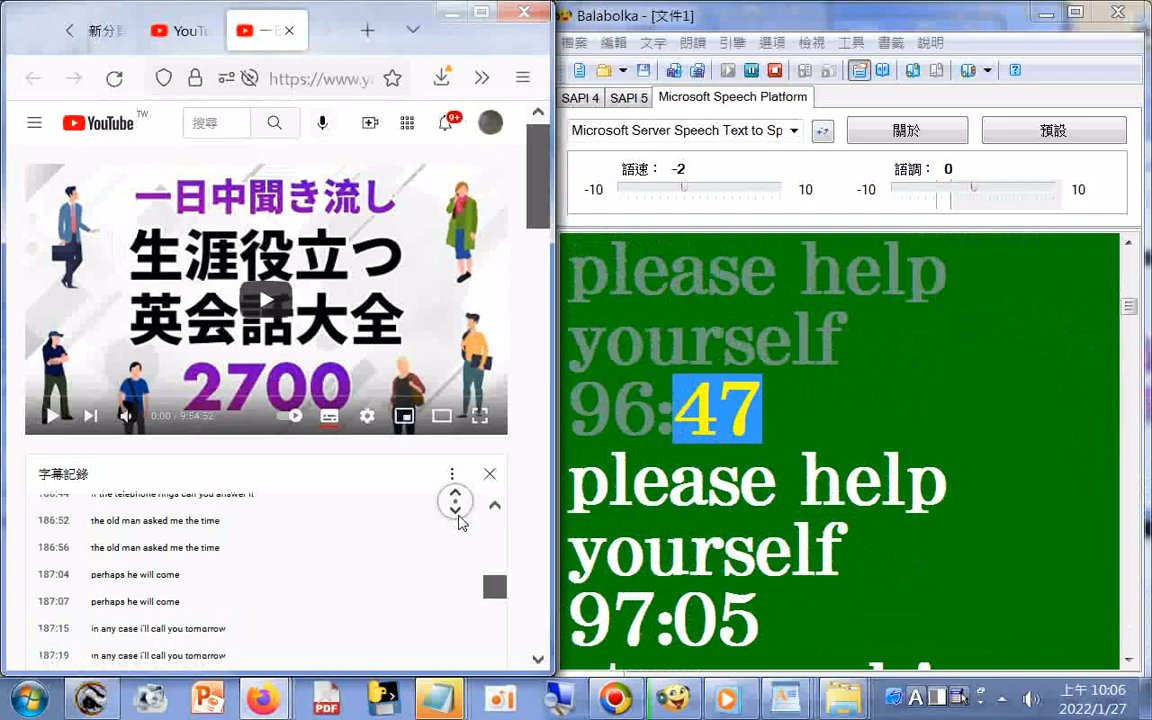 新分
YouTu
一日
https://www.y
YouTube TW
搜尋
9+
一日中聞き流し
生涯役立つ
英会話大全
2700
0:00 / 9:54:52
字幕記錄
186:44 if the telephone rings can you answer it
186:52 the old man asked me the time
186:56 the old man asked me the time
187:04 perhaps he will come
187:07 perhaps he will come
187:15 in any case i'll call you tomorrow
187:19 in any case i'll call you tomorrow
Balabolka - [文件1]
檔案 編輯 文字 朗讀 引擎 選項 檢視 工具 書籤 說明
SAPI 4 SAPI 5 Microsoft Speech Platform
Microsoft Server Speech Text to Sp
關於
預設
語速： -2
-10 10
語調： 0
-10 10
please help
yourself
96:47
please help
yourself
97:05
PDF
A
上午 10:06
2022/1/27